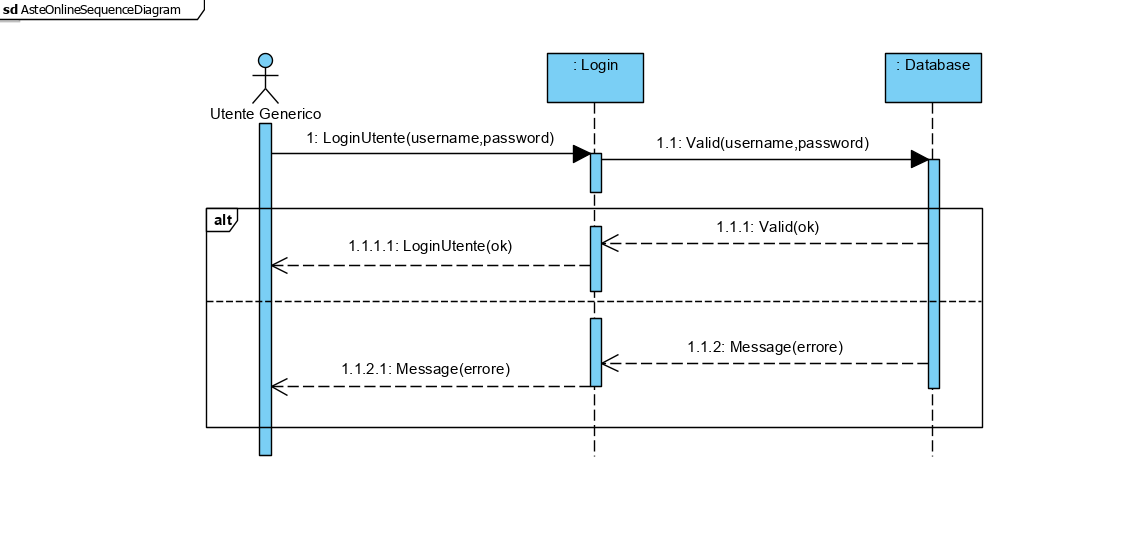 sd AsteOnlineSequenceDiagram
Utente Generico
: Login
: Database
1: LoginUtente(username,password)
1.1: Valid(username,password)
alt
1.1.1: Valid(ok)
1.1.1.1: LoginUtente(ok)
1.1.2: Message(errore)
1.1.2.1: Message(errore)